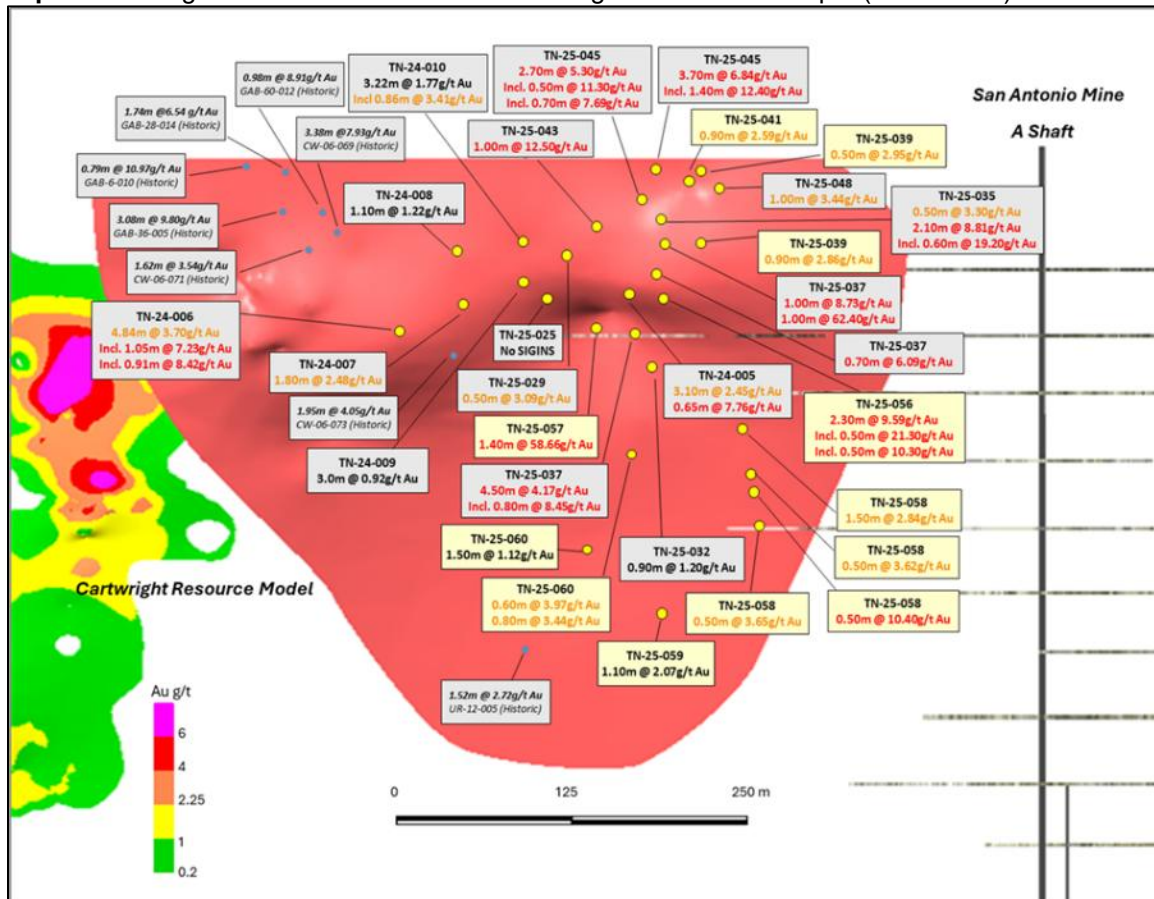 0.98m @ 8.91g/t Au
GAB-60-012 (Historic)
TN-24-010
3.22m @ 1.77g/t Au
Incl 0.86m @ 3.41g/t Au
TN-25-045
2.70m @ 5.30g/t Au
Incl. 0.50m @ 11.30g/t Au
Incl. 0.70m @ 7.69g/t Au
TN-25-045
3.70m @ 6.84g/t Au
Incl. 1.40m @ 12.40g/t Au
San Antonio Mine
A Shaft
1.74m @6.54 g/t Au
GAB-28-014 (Historic)
3.38m @7.93g/t Au
CW-06-069 (Historic)
TN-25-043
1.00m @ 12.50g/t Au
TN-25-041
0.90m @ 2.59g/t Au
TN-25-039
0.50m @ 2.95g/t Au
0.79m @ 10.97g/t Au
GAB-6-010 (Historic)
TN-24-008
1.10m @ 1.22g/t Au
TN-25-048
1.00m @ 3.44g/t Au
TN-25-035
0.50m @ 3.30g/t Au
2.10m @ 8.81g/t Au
Incl. 0.60m @ 19.20g/t Au
3.08m @ 9.80g/t Au
GAB-36-005 (Historic)
TN-25-039
0.90m @ 2.86g/t Au
1.62m @ 3.54g/t Au
CW-06-071 (Historic)
TN-25-037
1.00m @ 8.73g/t Au
1.00m @ 62.40g/t Au
TN-24-006
4.84m @ 3.70g/t Au
Incl. 1.05m @ 7.23g/t Au
Incl. 0.91m @ 8.42g/t Au
TN-25-025
No SIGINS
TN-25-037
0.70m @ 6.09g/t Au
TN-24-007
1.80m @ 2.48g/t Au
TN-25-029
0.50m @ 3.09g/t Au
TN-24-005
3.10m @ 2.45g/t Au
0.65m @ 7.76g/t Au
1.95m @ 4.05g/t Au
CW-06-073 (Historic)
TN-25-057
1.40m @ 58.66g/t Au
TN-25-056
2.30m @ 9.59g/t Au
Incl. 0.50m @ 21.30g/t Au
Incl. 0.50m @ 10.30g/t Au
TN-24-009
3.0m @ 0.92g/t Au
TN-25-037
4.50m @ 4.17g/t Au
Incl. 0.80m @ 8.45g/t Au
TN-25-058
1.50m @ 2.84g/t Au
TN-25-060
1.50m @ 1.12g/t Au
TN-25-032
0.90m @ 1.20g/t Au
TN-25-058
0.50m @ 3.62g/t Au
Cartwright Resource Model
TN-25-060
0.60m @ 3.97g/t Au
0.80m @ 3.44g/t Au
TN-25-058
0.50m @ 3.65g/t Au
TN-25-058
0.50m @ 10.40g/t Au
TN-25-059
1.10m @ 2.07g/t Au
1.52m @ 2.72g/t Au
UR-12-005 (Historic)
Au g/t
6
4
2.25
1
0.2
0 125 250 m